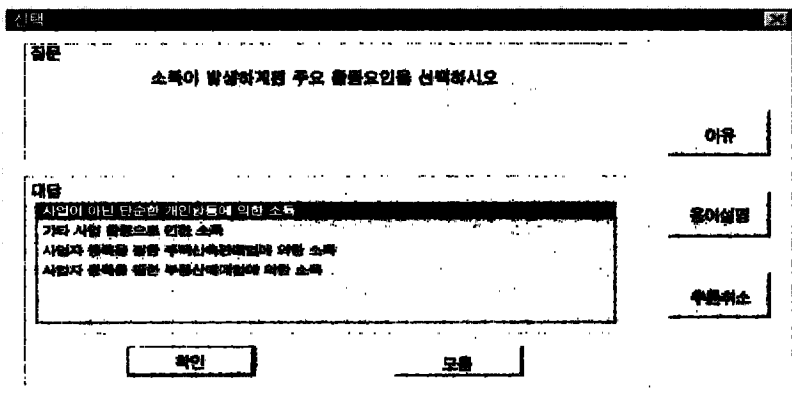 선택
질문
소득이 발생하게된 주요 활동요인을 선택하시오
이유
대답
사업이 아닌 단순한 개인활동에 의한 소득
용어설명
기타 사업 활동으로 인한 소득
사업자 등록을 필한 주택신축판매업에 의한 소득
사업자 등록을 필한 부동산매매업에 의한 소득
추론취소
확인
모름